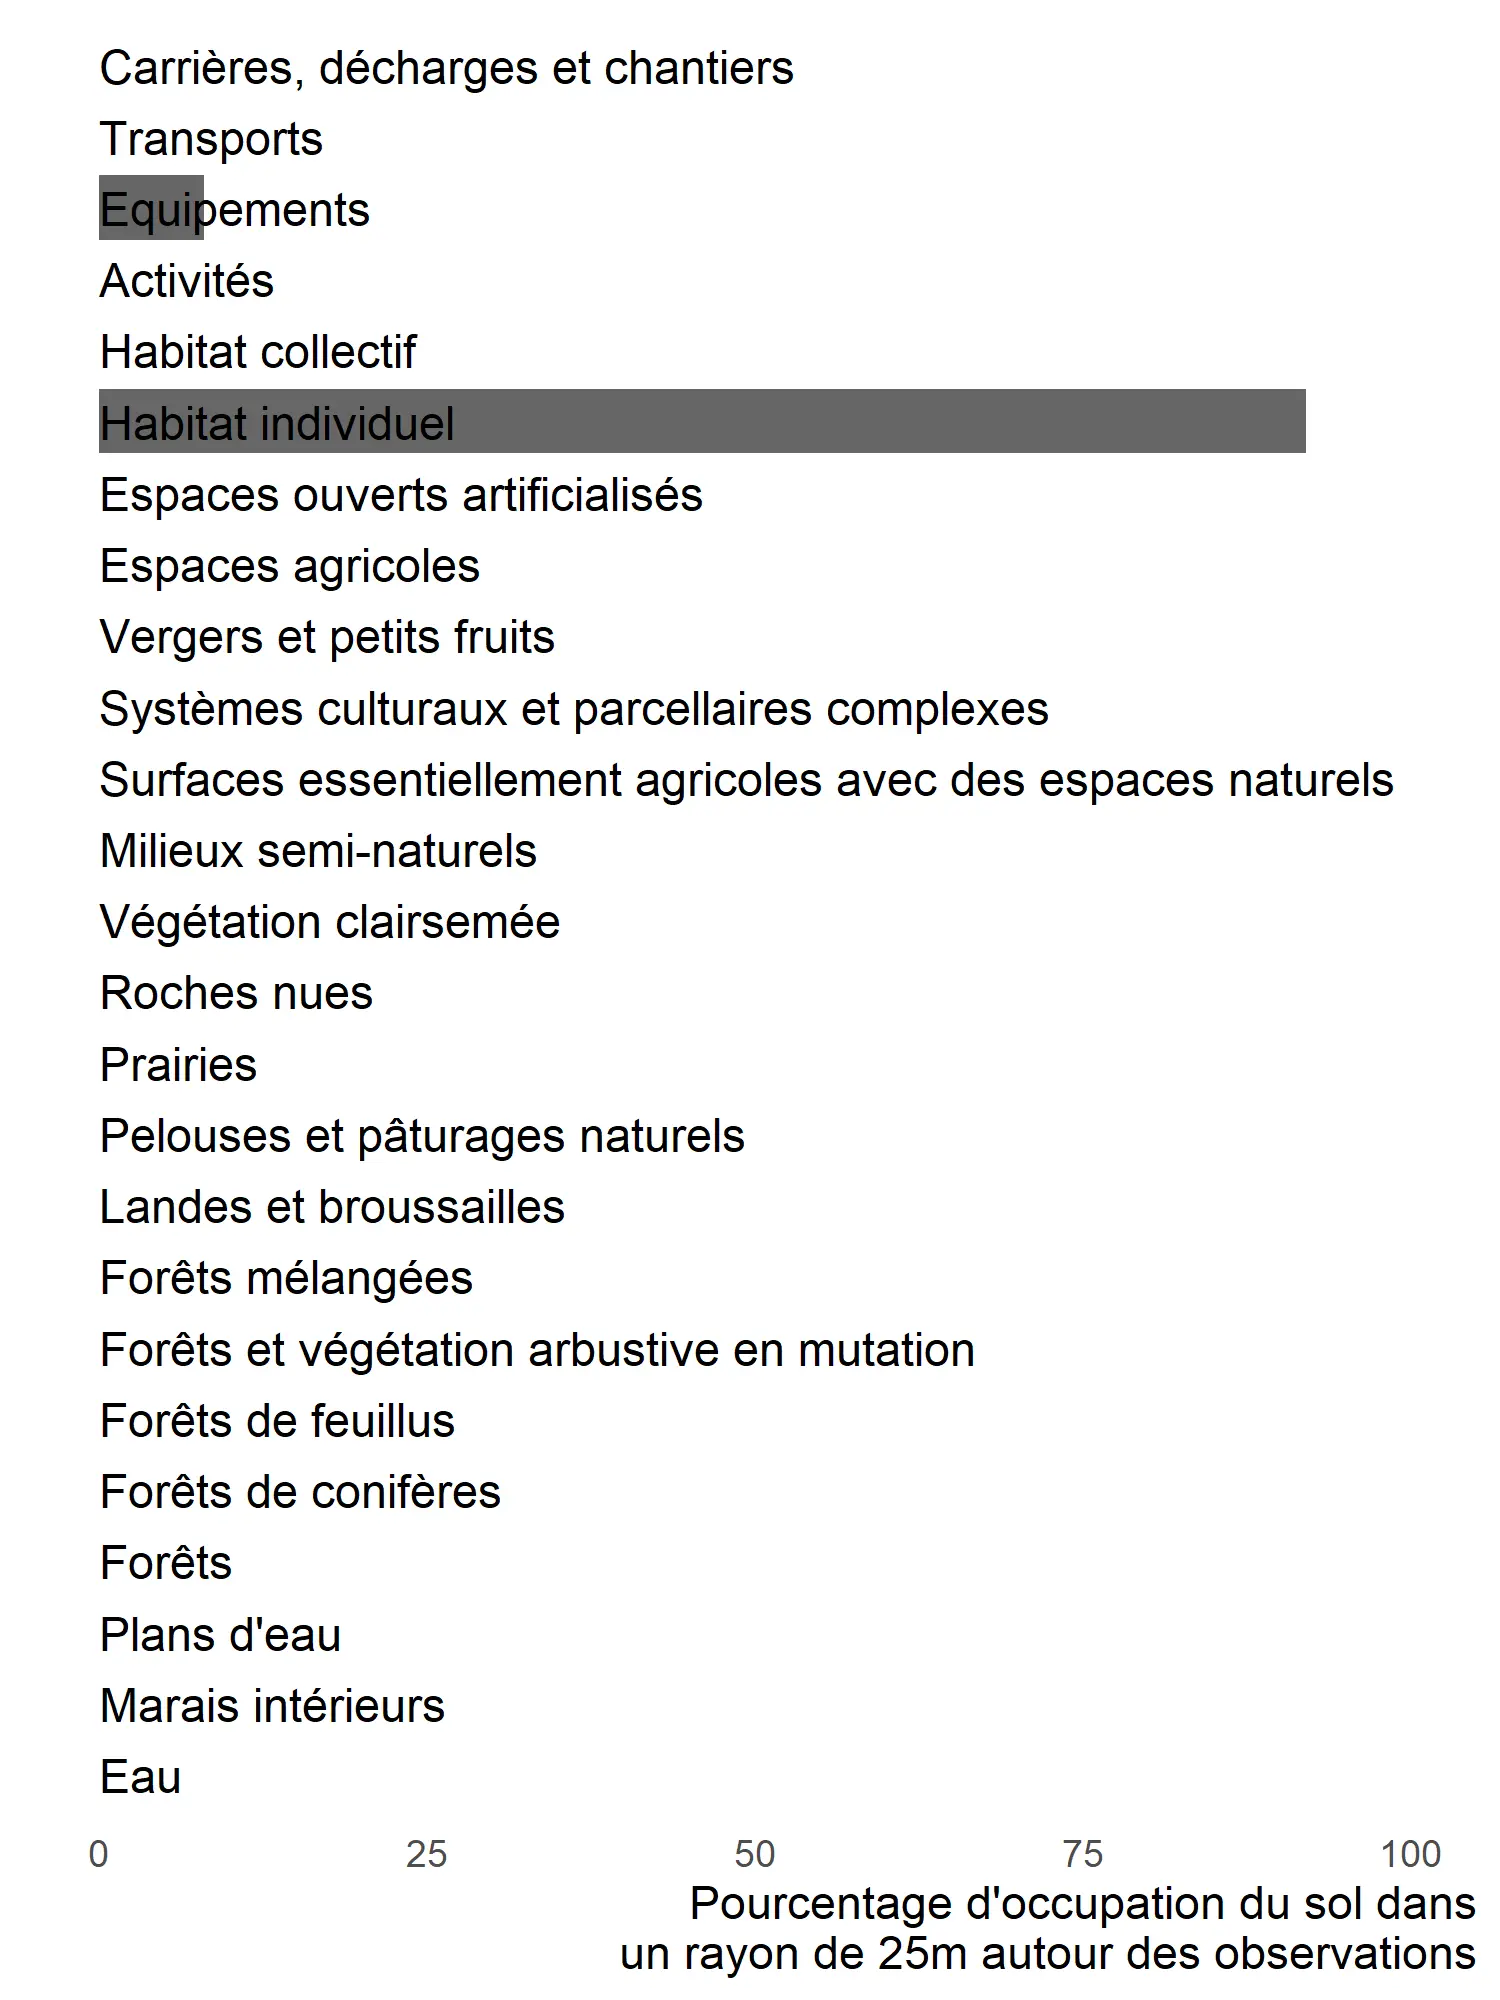 Carrières, décharges et chantiers
Transports
Equipements
Activités
Habitat collectif
Habitat individuel
Espaces ouverts artificialisés
Espaces agricoles
Vergers et petits fruits
Systèmes culturaux et parcellaires complexes
Surfaces essentiellement agricoles avec des espaces naturels
Milieux semi-naturels
Végétation clairsemée
Roches nues
Prairies
Pelouses et pâturages naturels
Landes et broussailles
Forêts mélangées
Forêts et végétation arbustive en mutation
Forêts de feuillus
Forêts de conifères
Forêts
Plans d'eau
Marais intérieurs
Eau
0 25 50 75 100
Pourcentage d'occupation du sol dans
un rayon de 25m autour des observations